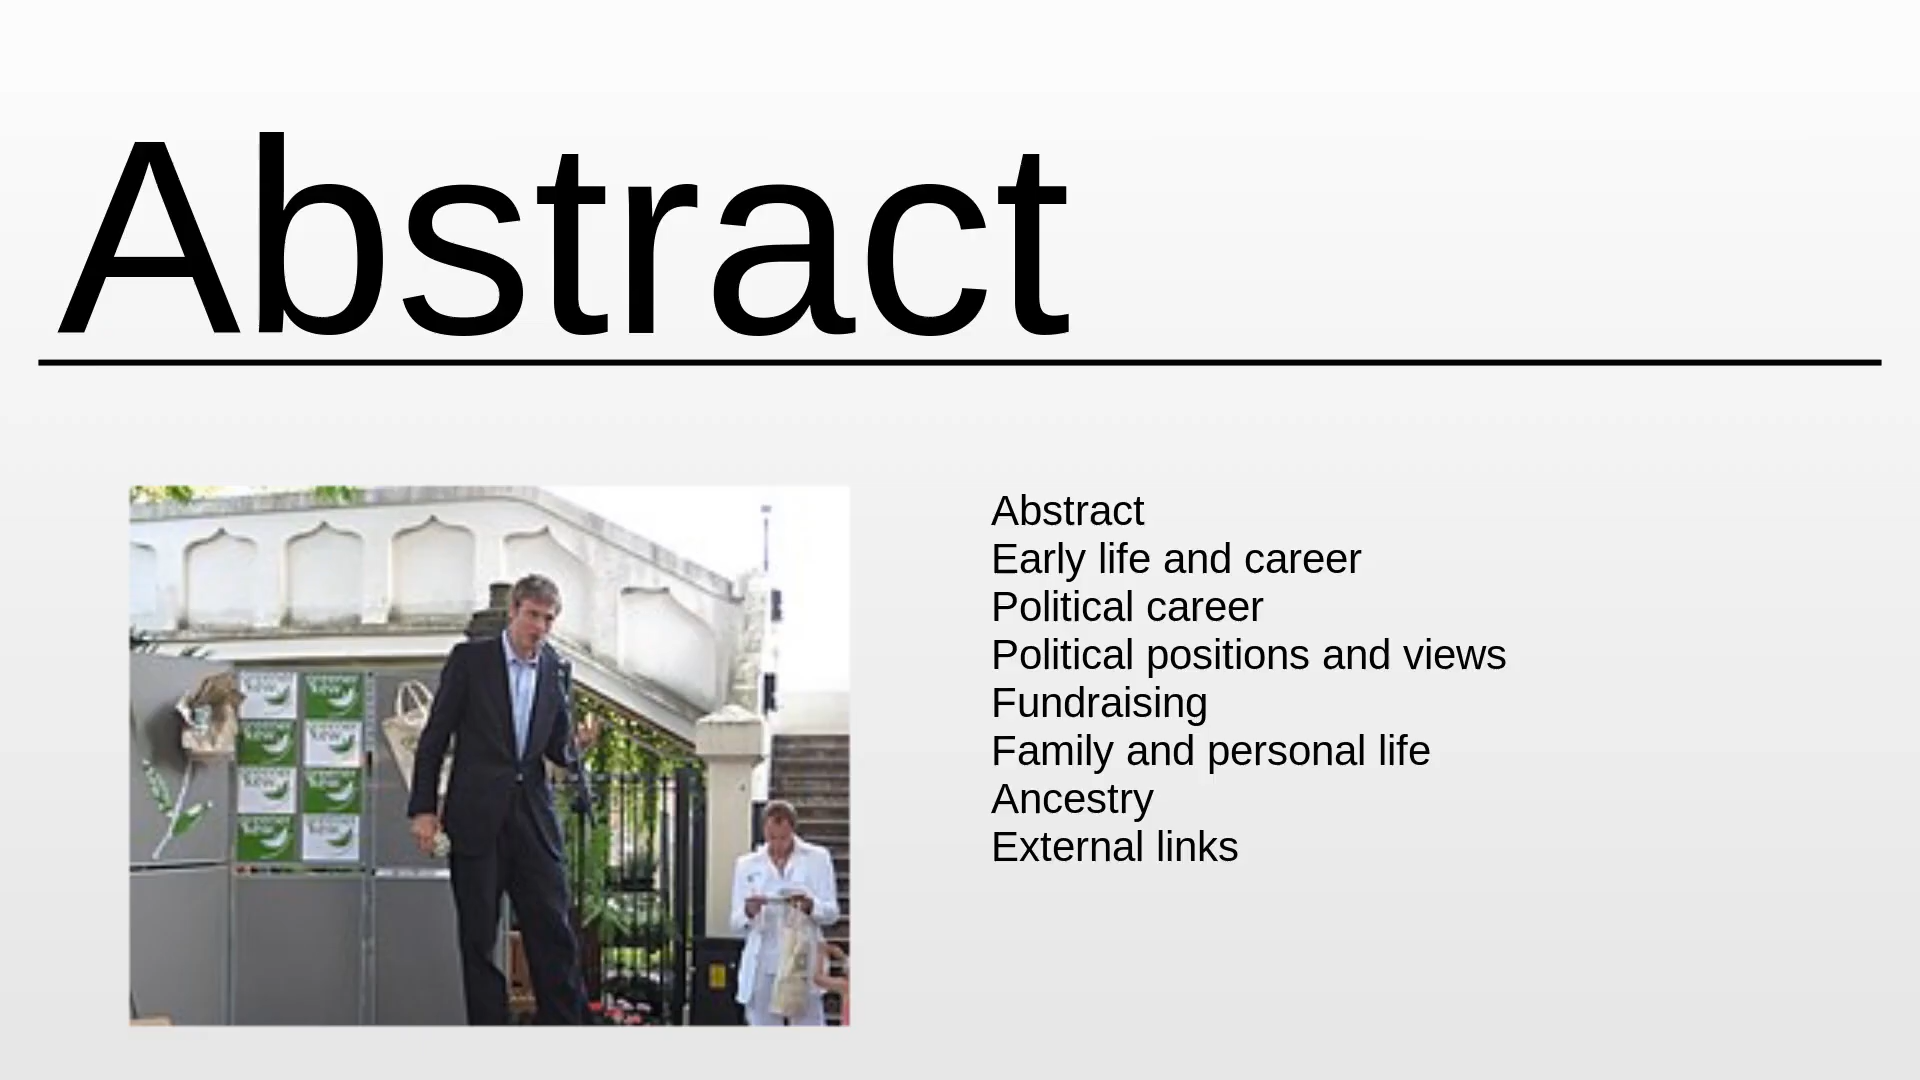 Abstract
Abstract
Early life and career
Political career
Political positions and views
Fundraising
Family and personal life
Ancestry
External links